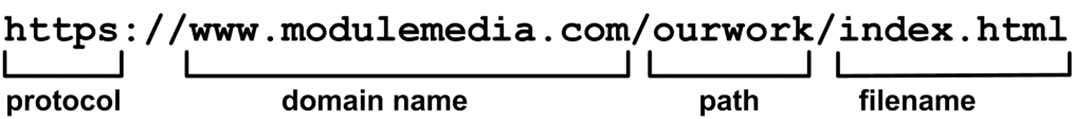 https://www.modulemedia.com/ourwork/index.html
protocol domain name path filename